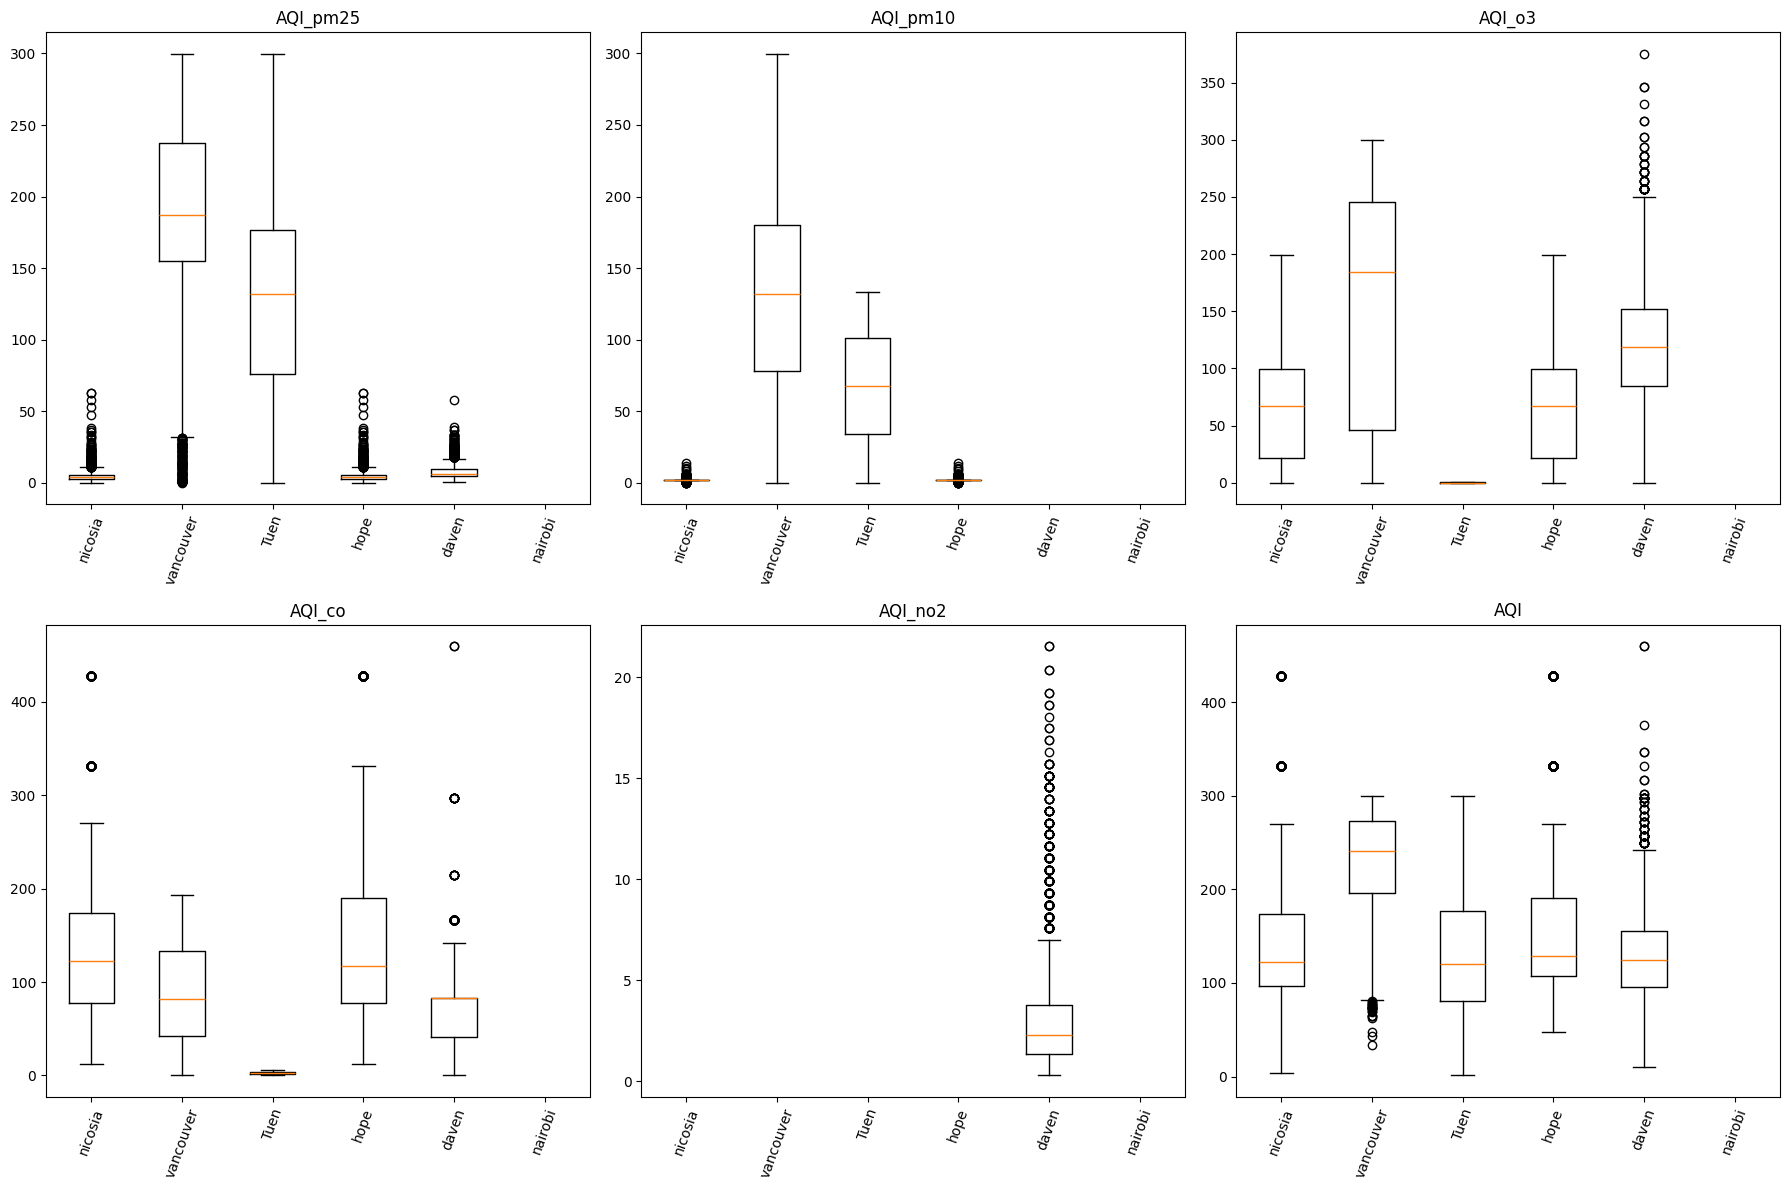 AQI_pm25
300
250
200
150
100
50
0
nicosia
vancouver
Tuen
hope
daven
nairobi
AQI_pm10
300
250
200
150
100
50
0
nicosia
vancouver
Tuen
hope
daven
nairobi
AQI_o3
350
300
250
200
150
100
50
0
nicosia
vancouver
Tuen
hope
daven
nairobi
AQI_co
400
300
200
100
0
nicosia
vancouver
Tuen
hope
daven
nairobi
AQI_no2
20
15
10
5
0
nicosia
vancouver
Tuen
hope
daven
nairobi
AQI
400
300
200
100
0
nicosia
vancouver
Tuen
hope
daven
nairobi